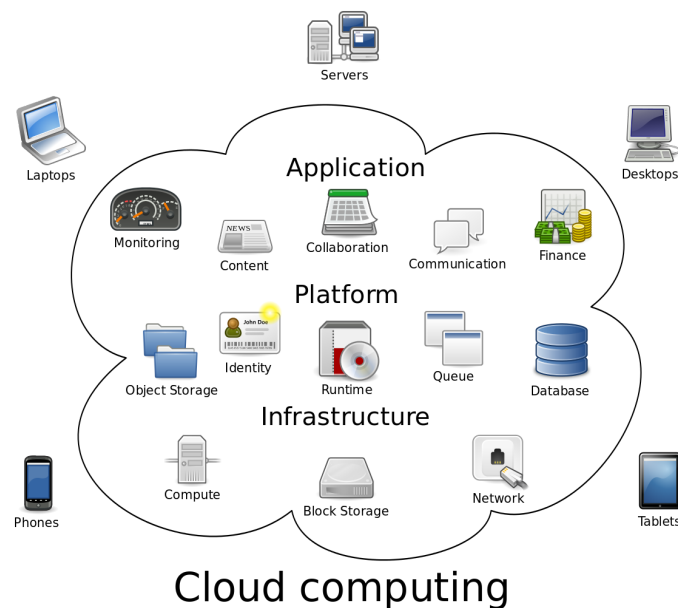 Servers
Laptops
Desktops
Application
Monitoring
NEWS
Content
Collaboration
Communication
Finance
Platform
John Doe
Object Storage
Identity
Runtime
Queue
Database
Infrastructure
Compute
Block Storage
Network
Phones
Tablets
Cloud computing